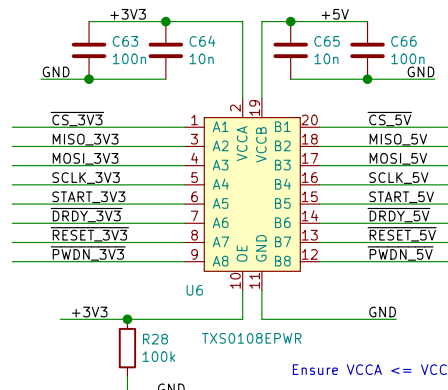 +3V3 +5V
C63 100n C64 10n C65 10n C66 100n
GND GND
2 19
VCCA VCCB
CS_3V3 1 A1 B1 20 CS_5V
MISO_3V3 3 A2 B2 18 MISO_5V
MOSI_3V3 4 A3 B3 17 MOSI_5V
SCLK_3V3 5 A4 B4 16 SCLK_5V
START_3V3 6 A5 B5 15 START_5V
DRDY_3V3 7 A6 B6 14 DRDY_5V
RESET_3V3 8 A7 B7 13 RESET_5V
PWDN_3V3 9 A8 B8 12 PWDN_5V
OE GND
10 11
U6
+3V3 GND
R28 TXS0108EPWR
100k
Ensure VCCA <= VCC
GND